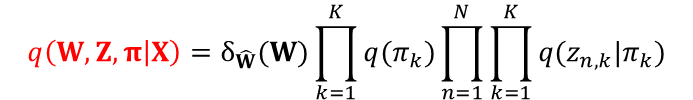 q(𝐖, 𝐙, 𝛑|𝐗) = δ_𝐖̂(𝐖) ∏_{k=1}^{K} q(π_k) ∏_{n=1}^{N} ∏_{k=1}^{K} q(z_{n,k}|π_k)